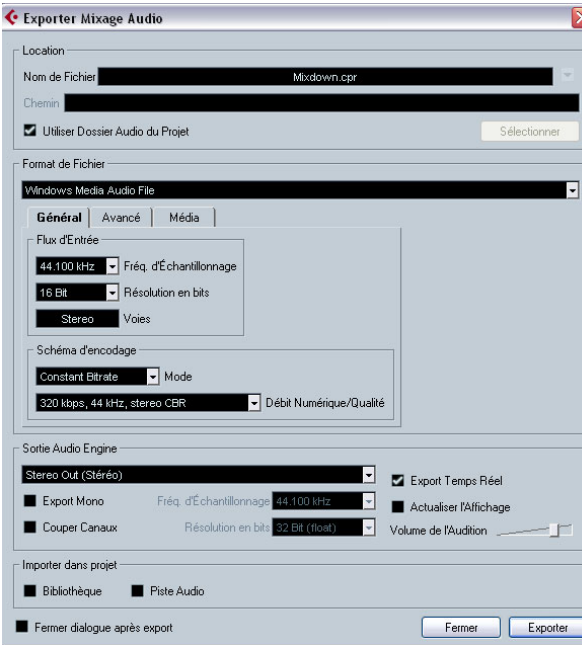 Exporter Mixage Audio
Location
Nom de Fichier Mixdown.cpr
Chemin
Utiliser Dossier Audio du Projet Sélectionner
Format de Fichier
Windows Media Audio File
Général Avancé Média
Flux d'Entrée
44.100 kHz Fréq. d'Échantillonnage
16 Bit Résolution en bits
Stereo Voies
Schéma d'encodage
Constant Bitrate Mode
320 kbps, 44 kHz, stereo CBR Débit Numérique/Qualité
Sortie Audio Engine
Stereo Out (Stéréo) Export Temps Réel
Export Mono Fréq. d'Échantillonnage 44.100 kHz Actualiser l'Affichage
Couper Canaux Résolution en bits 32 Bit (float) Volume de l'Audition
Importer dans projet
Bibliothèque Piste Audio
Fermer dialogue après export Fermer Exporter